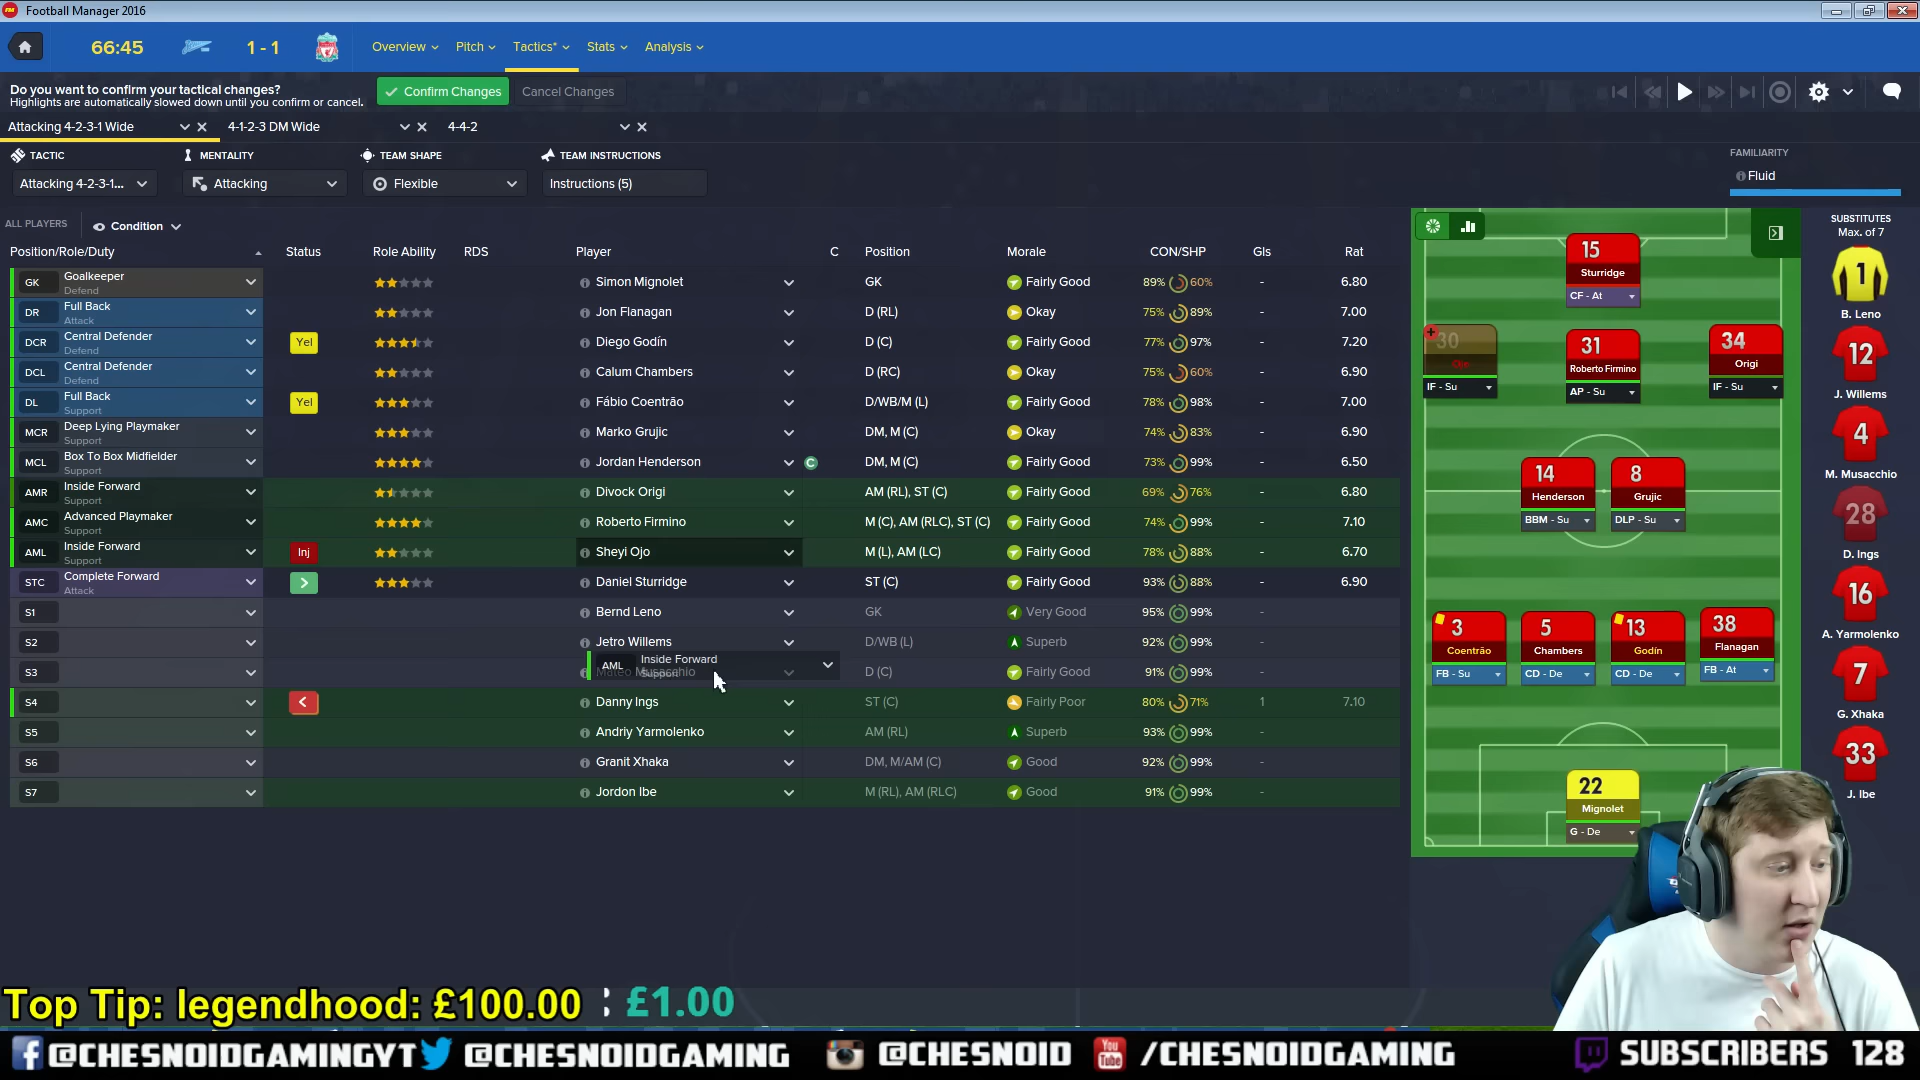 Football Manager 2016
66:45 1 - 1 Overview Pitch Tactics* Stats Analysis
Do you want to confirm your tactical changes? Confirm Changes Cancel Changes
Highlights are automatically slowed down until you confirm or cancel.
Attacking 4-2-3-1 Wide 4-1-2-3 DM Wide 4-4-2
TACTIC MENTALITY TEAM SHAPE TEAM INSTRUCTIONS FAMILIARITY
Attacking 4-2-3-1... Attacking Flexible Instructions (5) Fluid
ALL PLAYERS Condition
Position/Role/Duty Status Role Ability RDS Player C Position Morale CON/SHP Gls Rat
GK Goalkeeper Defend Simon Mignolet GK Fairly Good 89% 60% - 6.80
DR Full Back Attack Jon Flanagan D (RL) Okay 75% 89% - 7.00
DCR Central Defender Defend Yel Diego Godín D (C) Fairly Good 77% 97% - 7.20
DCL Central Defender Defend Calum Chambers D (RC) Okay 75% 60% - 6.90
DL Full Back Support Yel Fábio Coentrão D/WB/M (L) Fairly Good 78% 98% - 7.00
MCR Deep Lying Playmaker Support Marko Grujic DM, M (C) Okay 74% 83% - 6.90
MCL Box To Box Midfielder Support Jordan Henderson C DM, M (C) Fairly Good 73% 99% - 6.50
AMR Inside Forward Support Divock Origi AM (RL), ST (C) Fairly Good 69% 76% - 6.80
AMC Advanced Playmaker Support Roberto Firmino M (C), AM (RLC), ST (C) Fairly Good 74% 99% - 7.10
AML Inside Forward Support Inj Sheyi Ojo M (L), AM (LC) Fairly Good 78% 88% - 6.70
STC Complete Forward Attack Daniel Sturridge ST (C) Fairly Good 93% 88% - 6.90
S1 Bernd Leno GK Very Good 95% 99% -
S2 Jetro Willems D/WB (L) Superb 92% 99% -
AML Inside Forward Support
S3 Mateo Musacchio D (C) Fairly Good 91% 99% -
S4 Danny Ings ST (C) Fairly Poor 80% 71% 1 7.10
S5 Andriy Yarmolenko AM (RL) Superb 93% 99% -
S6 Granit Xhaka DM, M/AM (C) Good 92% 99% -
S7 Jordon Ibe M (RL), AM (RLC) Good 91% 99% -
15
Sturridge
CF - At
30 31 34
Ojo Roberto Firmino Origi
IF - Su AP - Su IF - Su
14 8
Henderson Grujic
BBM - Su DLP - Su
3 5 13 38
Coentrão Chambers Godín Flanagan
FB - Su CD - De CD - De FB - At
22
Mignolet
G - De
SUBSTITUTES
Max. of 7
1
B. Leno
12
J. Willems
4
M. Musacchio
28
D. Ings
16
A. Yarmolenko
7
G. Xhaka
33
J. Ibe
Top Tip: legendhood: £100.00 : £1.00
f @CHESNOIDGAMINGYT @CHESNOIDGAMING @CHESNOID You Tube /CHESNOIDGAMING SUBSCRIBERS 128